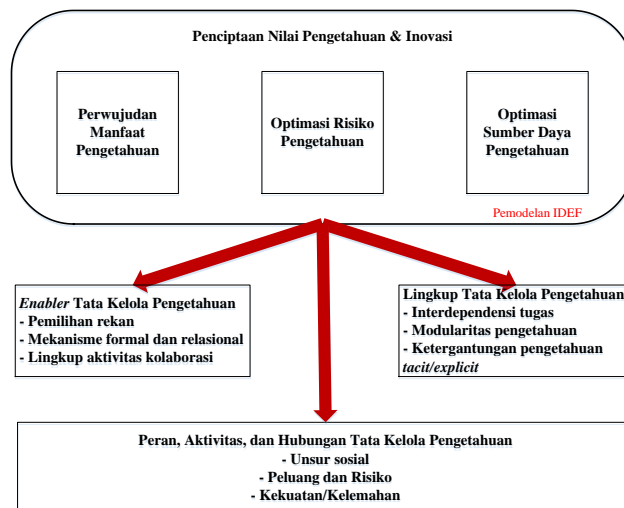 Penciptaan Nilai Pengetahuan & Inovasi
Perwujudan
Manfaat
Pengetahuan
Optimasi Risiko
Pengetahuan
Optimasi
Sumber Daya
Pengetahuan
Pemodelan IDEF
Enabler Tata Kelola Pengetahuan
- Pemilihan rekan
- Mekanisme formal dan relasional
- Lingkup aktivitas kolaborasi
Lingkup Tata Kelola Pengetahuan
- Interdependensi tugas
- Modularitas pengetahuan
- Ketergantungan pengetahuan
tacit/explicit
Peran, Aktivitas, dan Hubungan Tata Kelola Pengetahuan
- Unsur sosial
- Peluang dan Risiko
- Kekuatan/Kelemahan